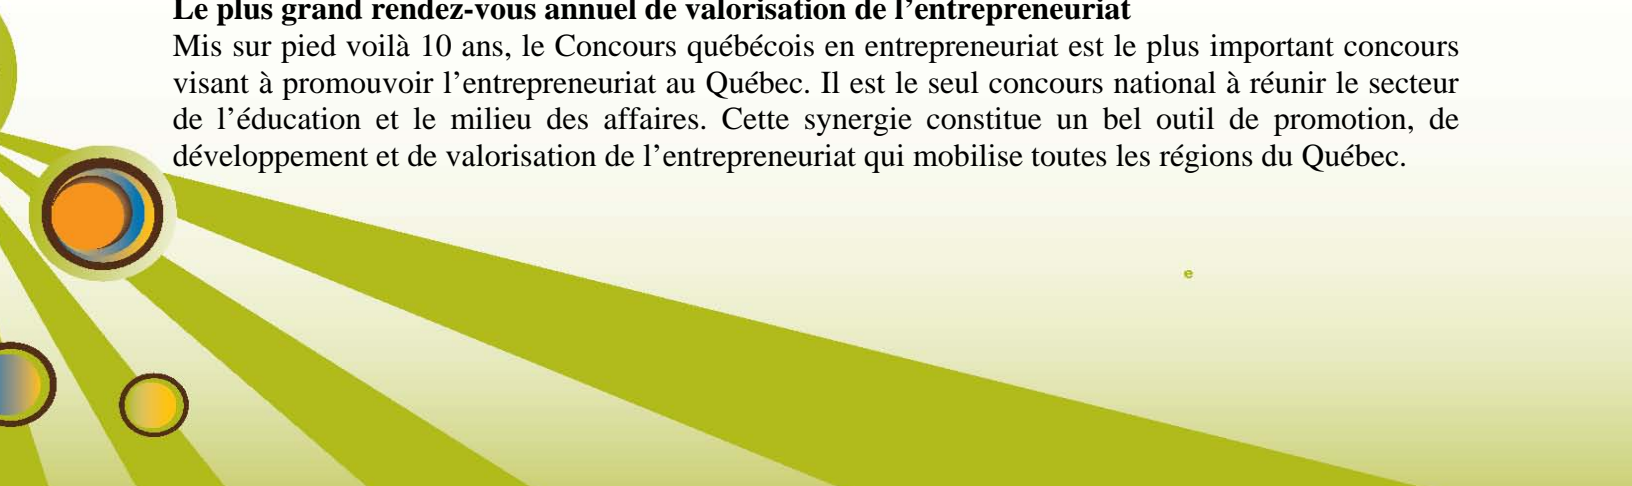 Le plus grand rendez-vous annuel de valorisation de l’entrepreneuriat
Mis sur pied voilà 10 ans, le Concours québécois en entrepreneuriat est le plus important concours
visant à promouvoir l’entrepreneuriat au Québec. Il est le seul concours national à réunir le secteur
de l’éducation et le milieu des affaires. Cette synergie constitue un bel outil de promotion, de
développement et de valorisation de l’entrepreneuriat qui mobilise toutes les régions du Québec.
e